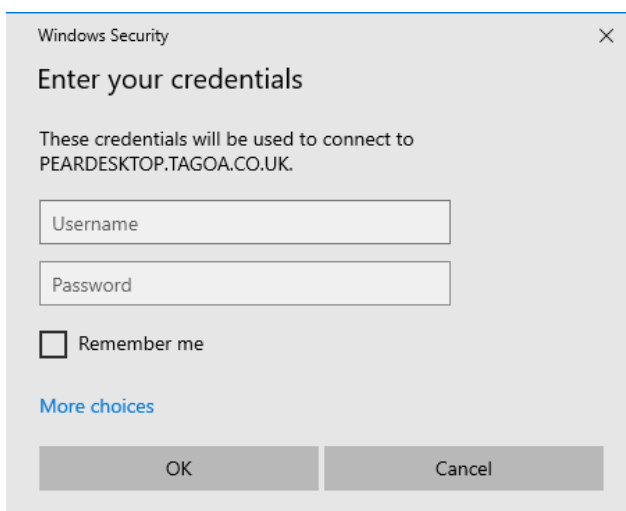 Windows Security
Enter your credentials
These credentials will be used to connect to
PEARDESKTOP.TAGOA.CO.UK.
Username
Password
Remember me
More choices
OK
Cancel